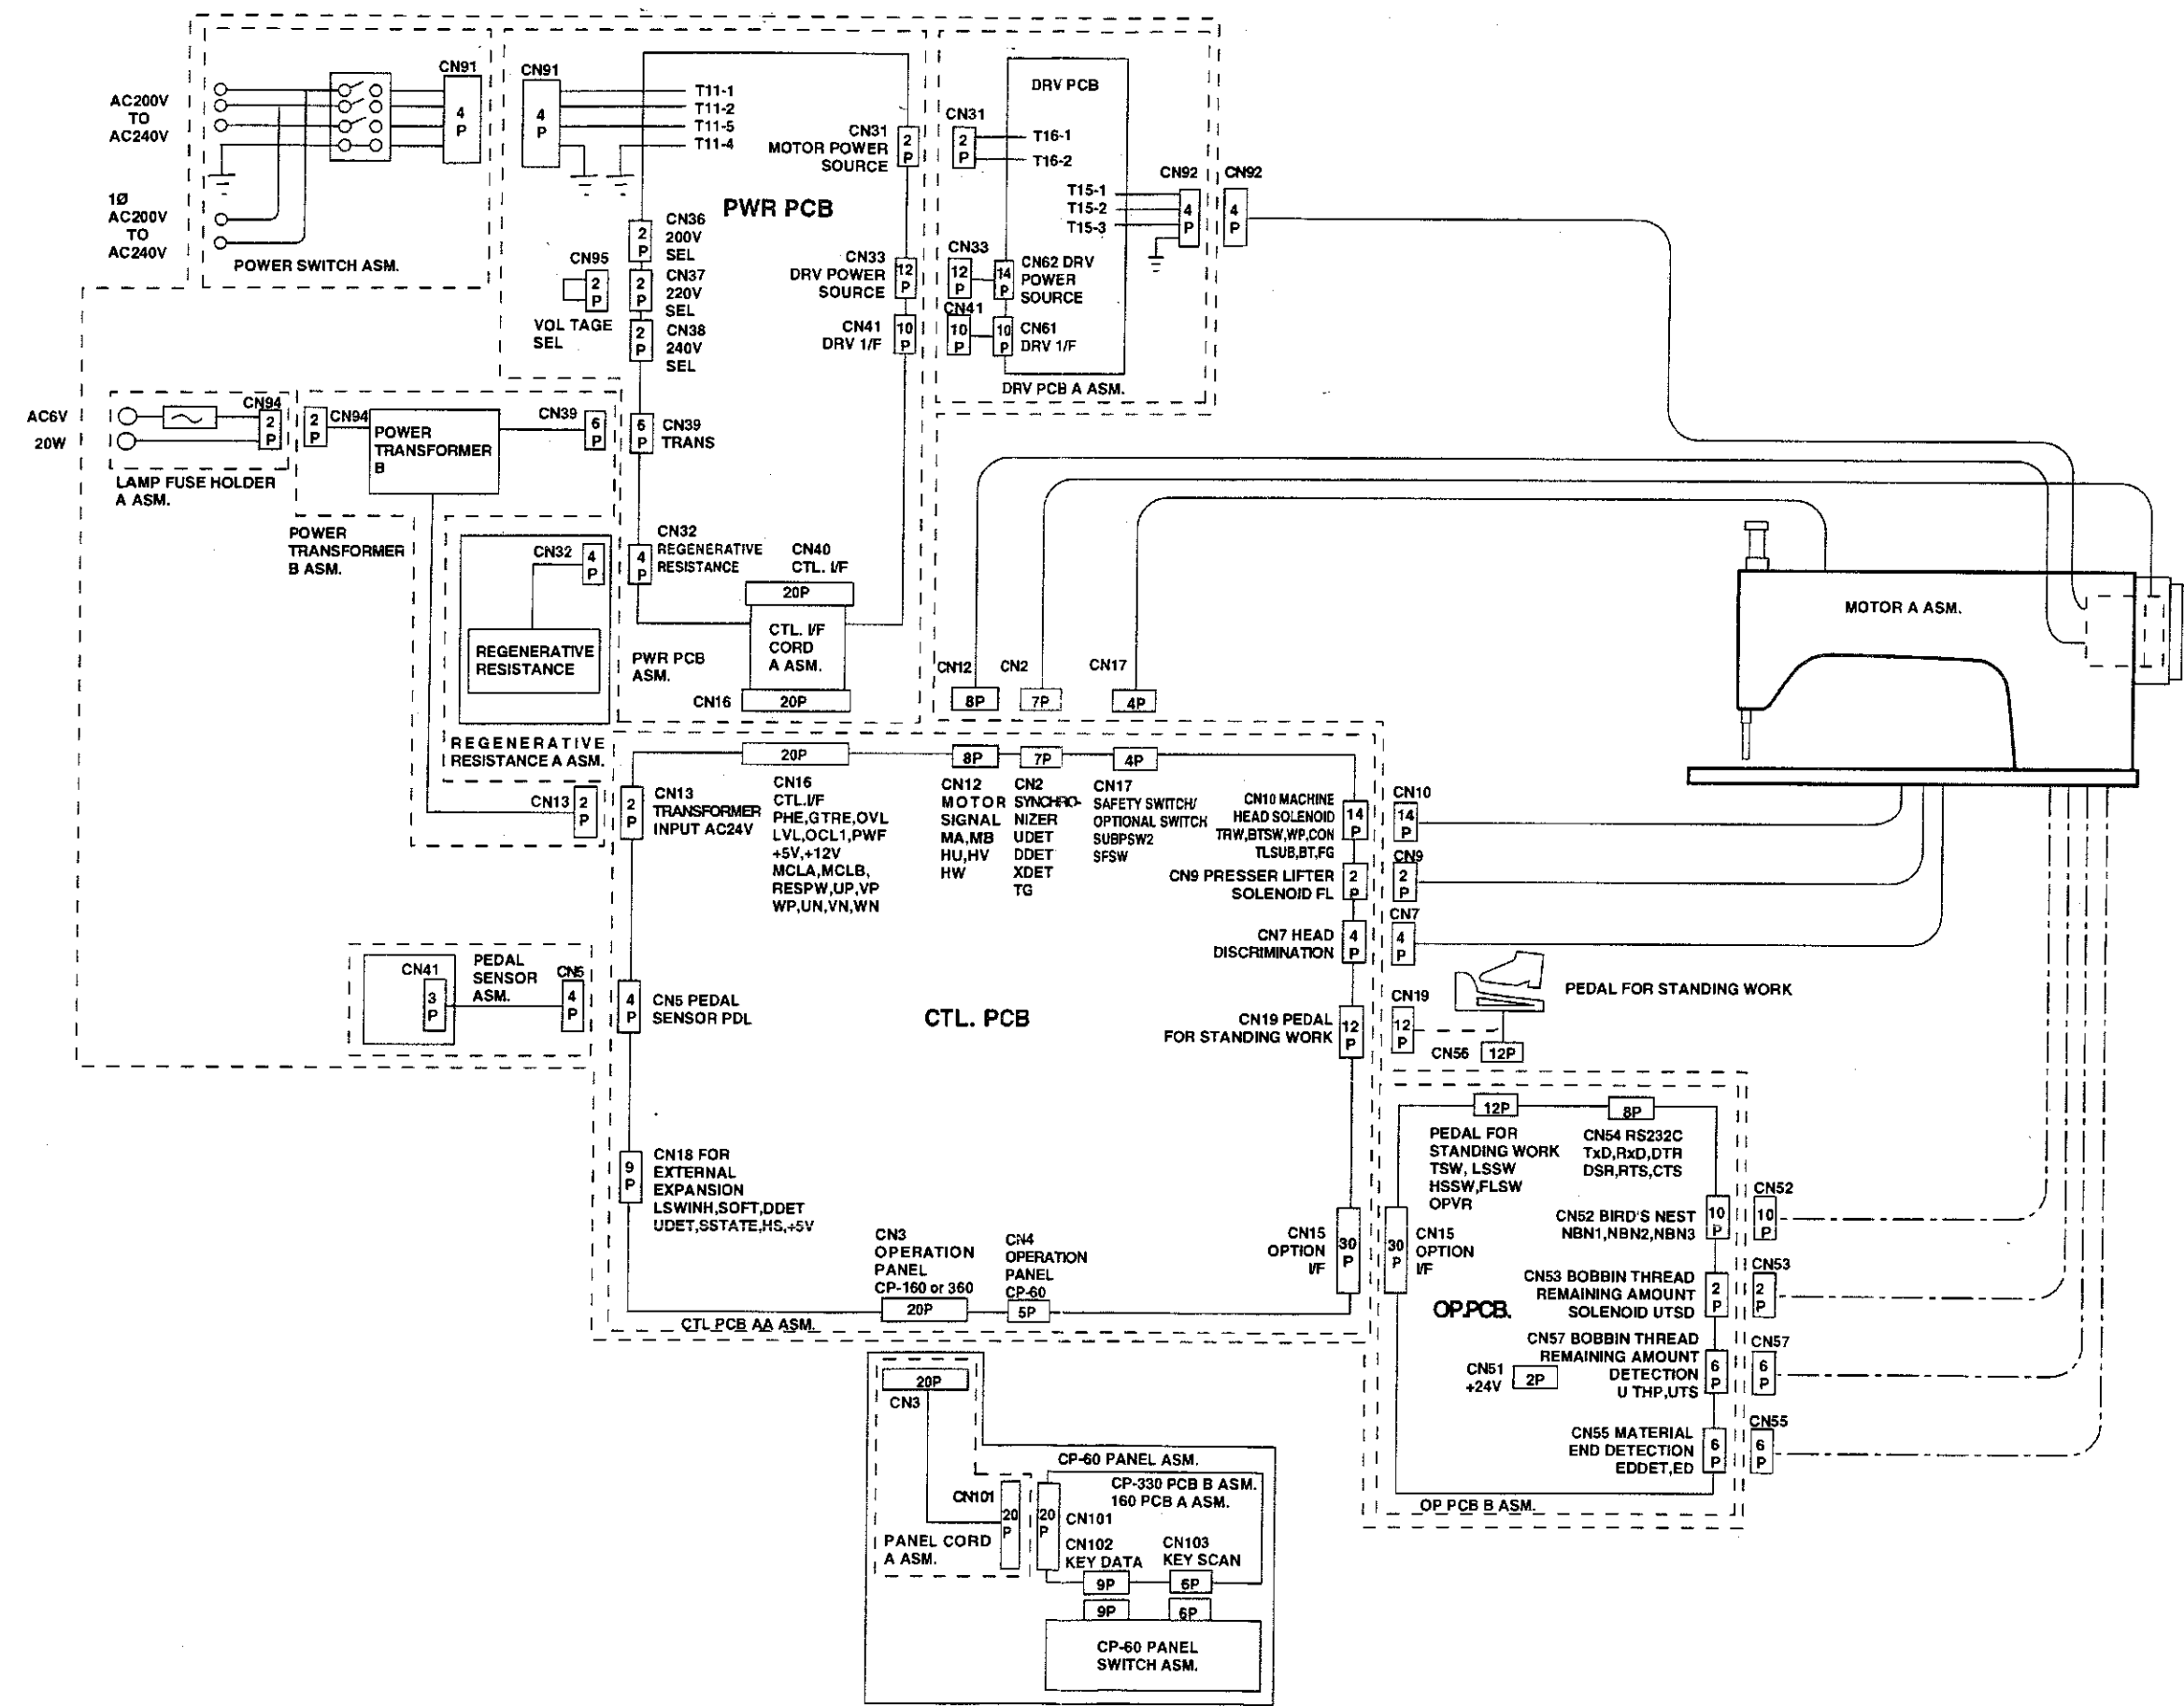 AC200V
TO
AC240V
1Ø
AC200V
TO
AC240V
CN91
4
P
POWER SWITCH ASM.
CN91
4
P
T11-1
T11-2
T11-5
T11-4
PWR PCB
CN31
MOTOR POWER
SOURCE
2
P
CN36
200V
SEL
2
P
CN37
220V
SEL
2
P
CN38
240V
SEL
2
P
CN95
2
P
VOL TAGE
SEL
CN33
DRV POWER
SOURCE
12
P
CN41
DRV 1/F
10
P
DRV PCB
CN31
2
P
T16-1
T16-2
T15-1
T15-2
T15-3
CN92
4
P
CN92
4
P
CN33
12
P
14
P
CN62 DRV
POWER
SOURCE
CN41
10
P
10
P
CN61
DRV 1/F
DRV PCB A ASM.
AC6V
20W
CN94
2
P
LAMP FUSE HOLDER
A ASM.
2
P
CN94
POWER
TRANSFORMER
B
CN39
6
P
6
P
CN39
TRANS
POWER
TRANSFORMER
B ASM.
CN32
4
P
REGENERATIVE
RESISTANCE
REGENERATIVE
RESISTANCE A ASM.
4
P
CN32
REGENERATIVE
RESISTANCE
CN40
CTL. I/F
20P
CTL. I/F
CORD
A ASM.
CN16
20P
PWR PCB
ASM.
CN12
8P
CN2
7P
CN17
4P
MOTOR A ASM.
CN13
2
P
2
P
CN13
TRANSFORMER
INPUT AC24V
20P
CN16
CTL.I/F
PHE,GTRE,OVL
LVL,OCL1,PWF
+5V,+12V
MCLA,MCLB,
RESPW,UP,VP
WP,UN,VN,WN
8P
CN12
MOTOR
SIGNAL
MA,MB
HU,HV
HW
7P
CN2
SYNCHRO-
NIZER
UDET
DDET
XDET
TG
4P
CN17
SAFETY SWITCH/
OPTIONAL SWITCH
SUBPSW2
SFSW
CN10 MACHINE
HEAD SOLENOID
TRW,BTSW,WP,CON
TLSUB,BT,FG
14
P
CN10
14
P
CN9 PRESSER LIFTER
SOLENOID FL
2
P
CN9
2
P
CN7 HEAD
DISCRIMINATION
4
P
CN7
4
P
CN41
3
P
PEDAL
SENSOR
ASM.
CN5
4
P
4
P
CN5 PEDAL
SENSOR PDL
CTL. PCB
CN19 PEDAL
FOR STANDING WORK
12
P
CN19
12
P
PEDAL FOR STANDING WORK
CN56
12P
9
P
CN18 FOR
EXTERNAL
EXPANSION
LSWINH,SOFT,DDET
UDET,SSTATE,HS,+5V
CN3
OPERATION
PANEL
CP-160 or 360
20P
CN4
OPERATION
PANEL
CP-60
5P
CN15
OPTION
I/F
30
P
CTL PCB AA ASM.
30
P
CN15
OPTION
I/F
12P
PEDAL FOR
STANDING WORK
TSW, LSSW
HSSW,FLSW
OPVR
8P
CN54 RS232C
TxD,RxD,DTR
DSR,RTS,CTS
CN52 BIRD'S NEST
NBN1,NBN2,NBN3
10
P
CN52
10
P
CN53 BOBBIN THREAD
REMAINING AMOUNT
SOLENOID UTSD
2
P
CN53
2
P
OP.PCB.
CN57 BOBBIN THREAD
REMAINING AMOUNT
DETECTION
U THP,UTS
6
P
CN57
6
P
CN51
+24V
2P
CN55 MATERIAL
END DETECTION
EDDET,ED
6
P
CN55
6
P
OP PCB B ASM.
20P
CN3
CP-60 PANEL ASM.
CN101
20
P
PANEL CORD
A ASM.
CP-330 PCB B ASM.
160 PCB A ASM.
20
P
CN101
CN102
KEY DATA
9P
CN103
KEY SCAN
6P
9P
6P
CP-60 PANEL
SWITCH ASM.